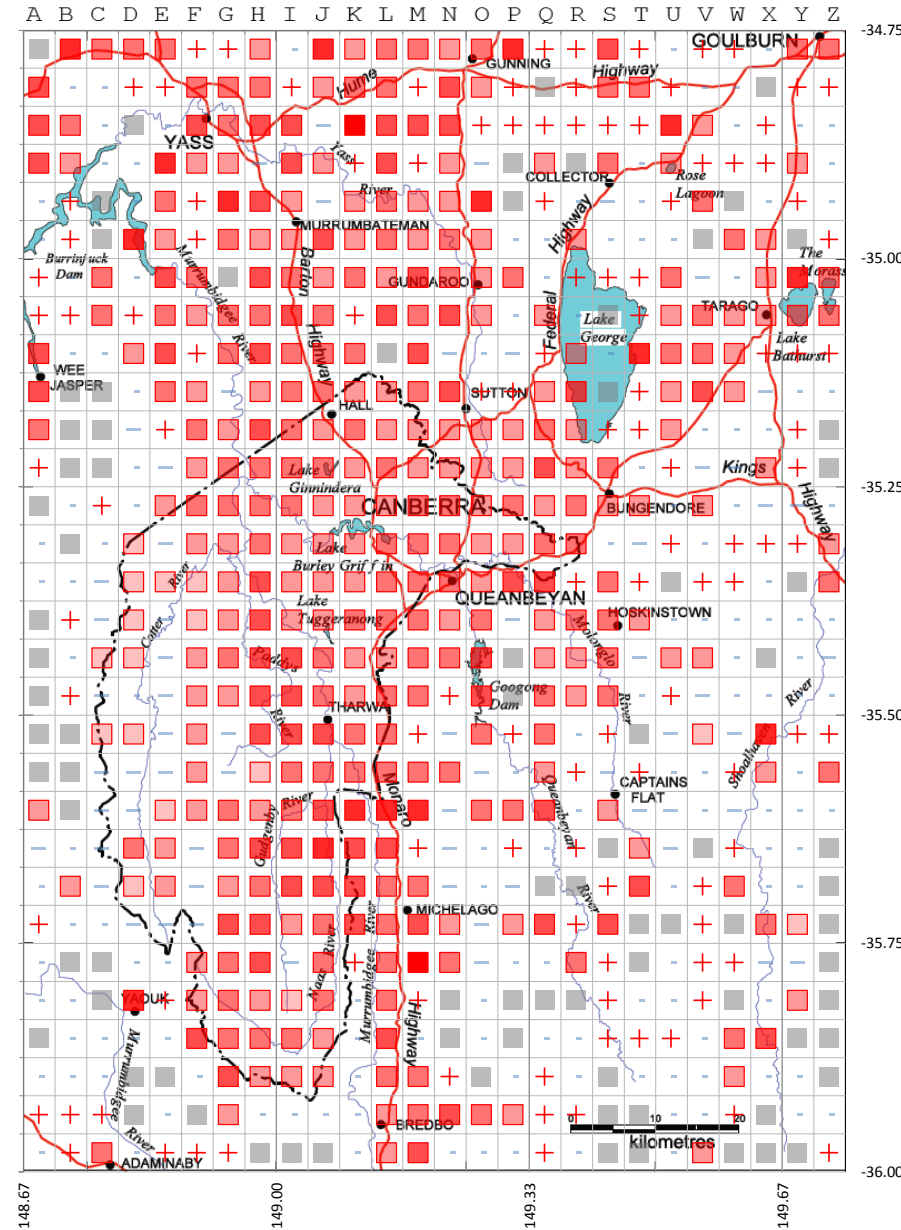 A B C D E F G H I J K L M N O P Q R S T U V W X Y Z
-34.75
GOULBURN
GUNNING
Hume
Highway
YASS
Yass
River
COLLECTOR
Rose
Lagoon
MURRUMBATEMAN
Highway
Burrinjuck
Dam
-35.00
The
Morass
Murrumbidgee
River
Barton
Highway
GUNDAROO
Federal
Lake
George
TARAGO
Lake
Bathurst
WEE
JASPER
HALL
SUTTON
Lake
Ginnindera
Kings
Highway
-35.25
CANBERRA
BUNGENDORE
Lake
Burley Griffin
River
Cotter
QUEANBEYAN
Lake
Tuggeranong
HOSKINSTOWN
Molonglo
River
Paddys
River
Googong
Dam
THARWA
River
Shoalhaven
-35.50
Monaro
Highway
Queanbeyan
River
CAPTAINS
FLAT
Gudgenby
River
MICHELAGO
Naas
River
Murrumbidgee
River
-35.75
YAOUK
Murrumbidgee
River
BREDBO
0 10 20
kilometres
ADAMINABY
-36.00
148.67
149.00
149.33
149.67